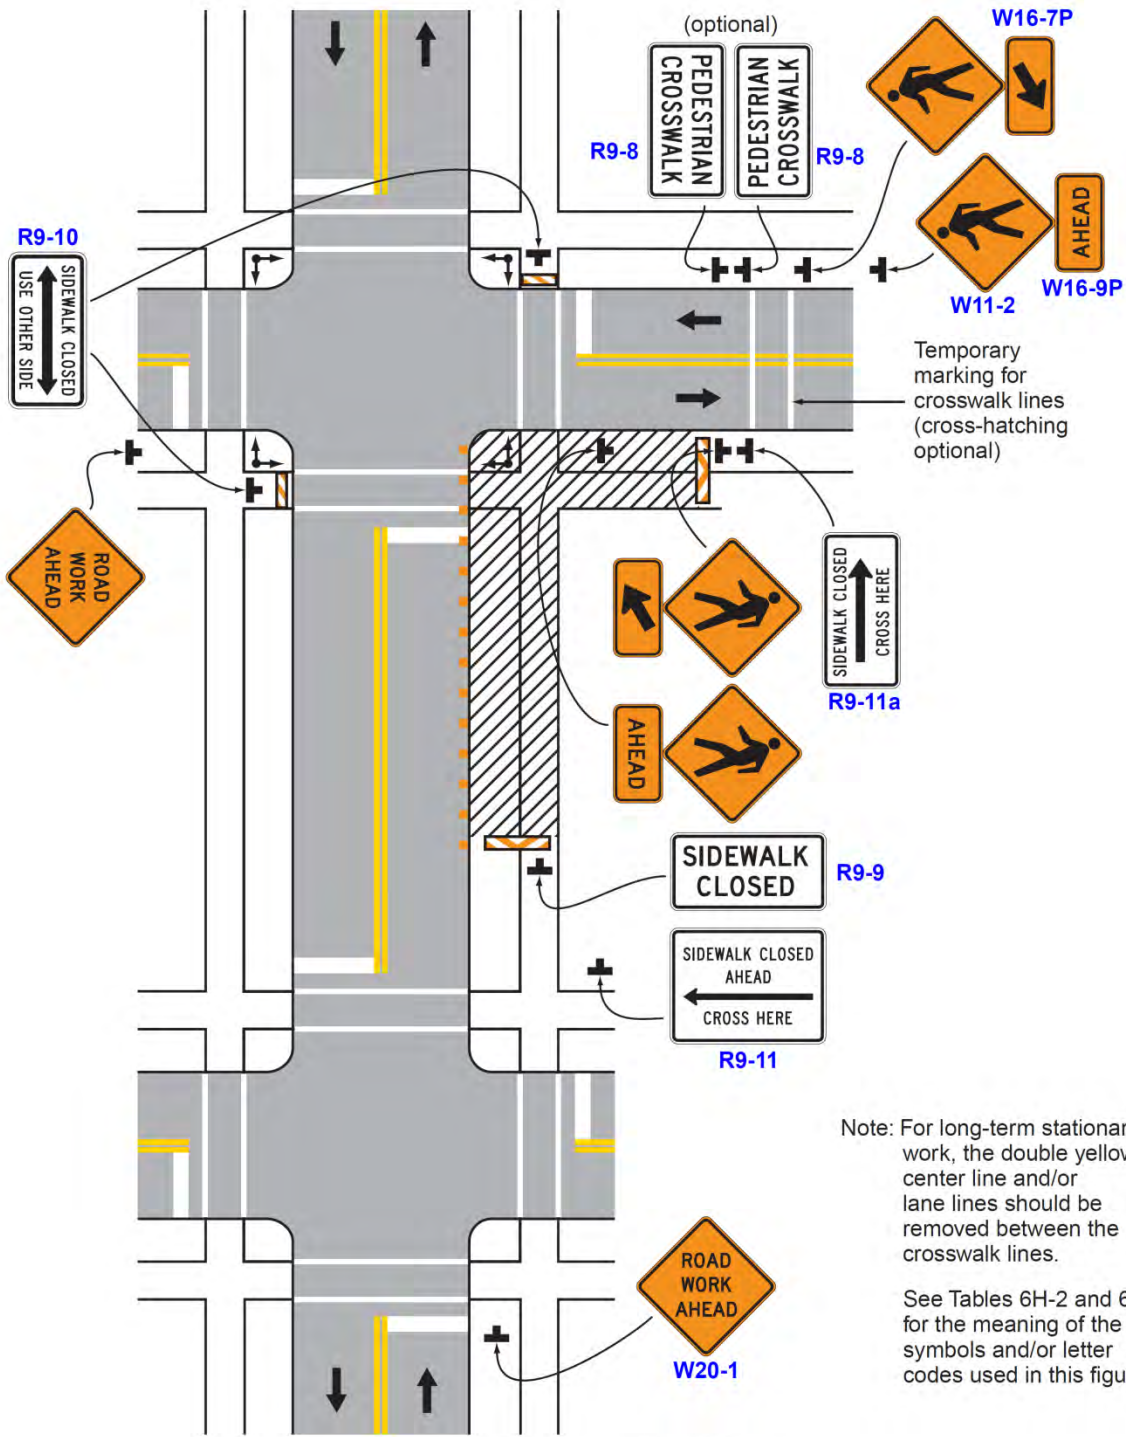 (optional)
W16-7P
PEDESTRIAN
CROSSWALK
PEDESTRIAN
CROSSWALK
R9-8
R9-8
AHEAD
W11-2
W16-9P
R9-10
SIDEWALK CLOSED
USE OTHER SIDE
Temporary
marking for
crosswalk lines
(cross-hatching
optional)
ROAD
WORK
AHEAD
SIDEWALK CLOSED
CROSS HERE
R9-11a
AHEAD
SIDEWALK
CLOSED
R9-9
SIDEWALK CLOSED
AHEAD
CROSS HERE
R9-11
Note: For long-term stationar
work, the double yellow
center line and/or
lane lines should be
removed between the
crosswalk lines.
See Tables 6H-2 and 6
for the meaning of the
symbols and/or letter
codes used in this figu
ROAD
WORK
AHEAD
W20-1